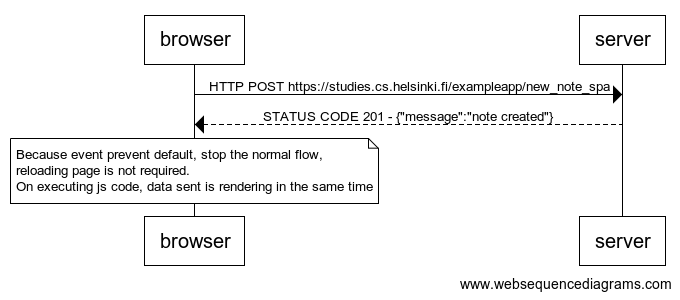 browser
server
HTTP POST https://studies.cs.helsinki.fi/exampleapp/new_note_spa
STATUS CODE 201 - {"message":"note created"}
Because event prevent default, stop the normal flow,
reloading page is not required.
On executing js code, data sent is rendering in the same time
browser
server
www.websequencediagrams.com